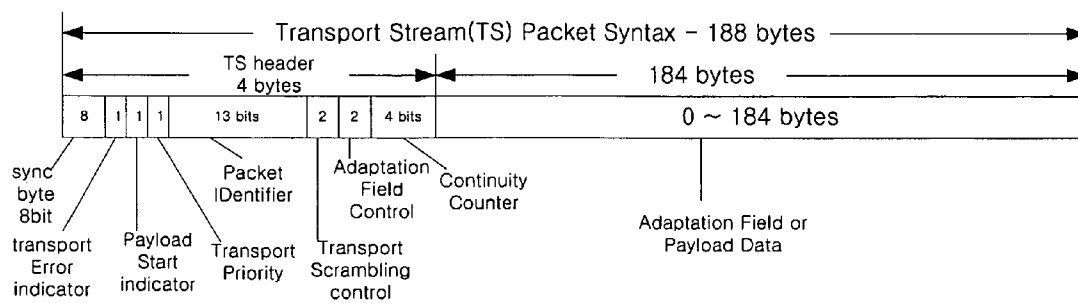 Transport Stream(TS) Packet Syntax - 188 bytes
TS header
4 bytes
184 bytes
8
1
1
1
13 bits
2
2
4 bits
0 ~ 184 bytes
sync
byte
8bit
Packet
IDentifier
Adaptation
Field
Control
Continuity
Counter
transport
Error
indicator
Payload
Start
indicator
Transport
Priority
Transport
Scrambling
control
Adaptation Field or
Payload Data